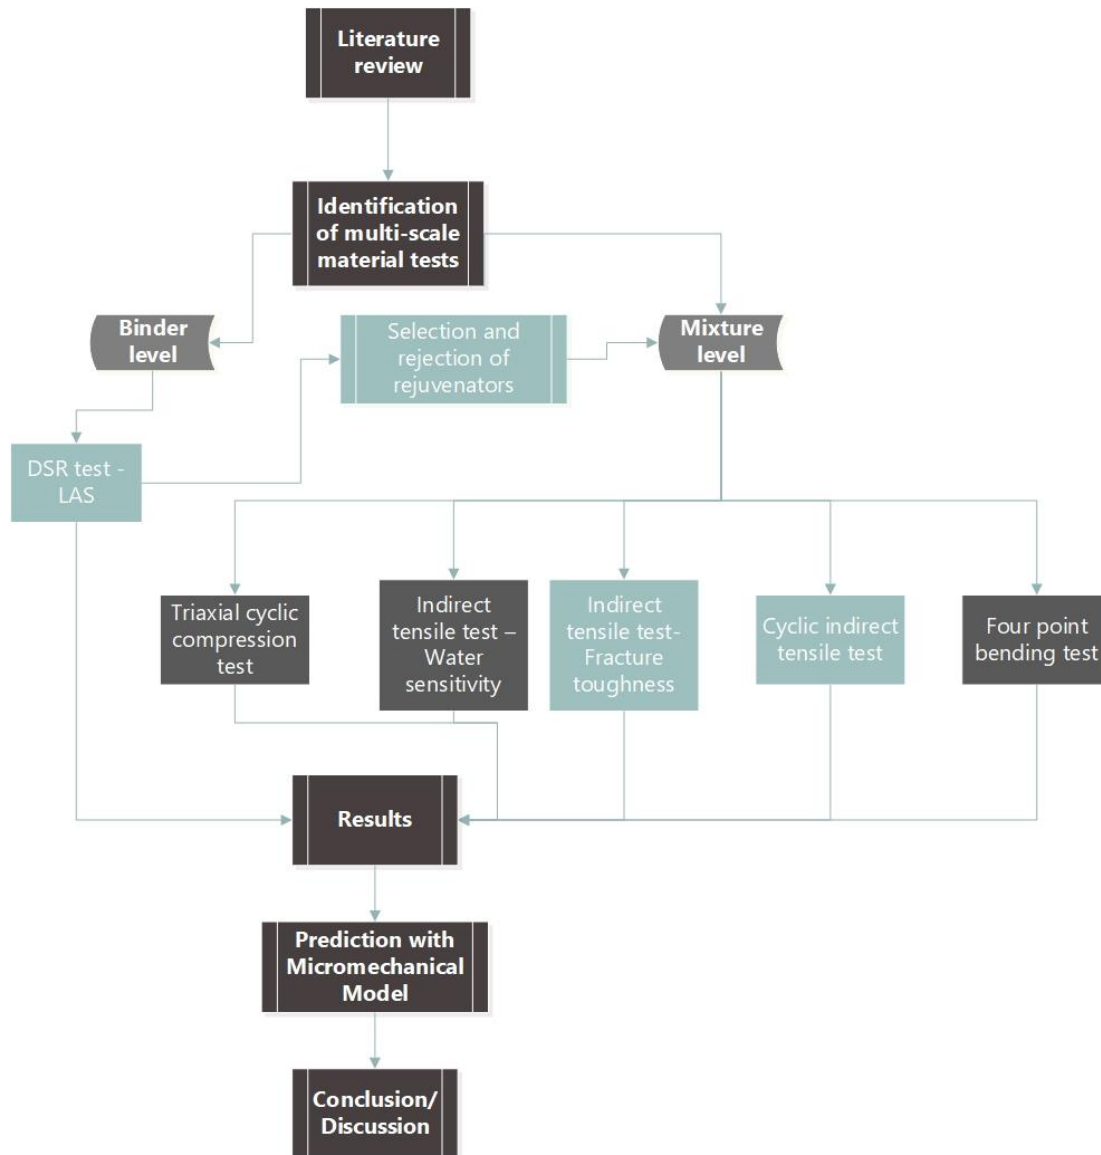 Literature
review
Identification
of multi-scale
material tests
Binder
level
Selection and
rejection of
rejuvenators
Mixture
level
DSR test -
LAS
Triaxial cyclic
compression
test
Indirect
tensile test –
Water
sensitivity
Indirect
tensile test-
Fracture
toughness
Cyclic indirect
tensile test
Four point
bending test
Results
Prediction with
Micromechanical
Model
Conclusion/
Discussion